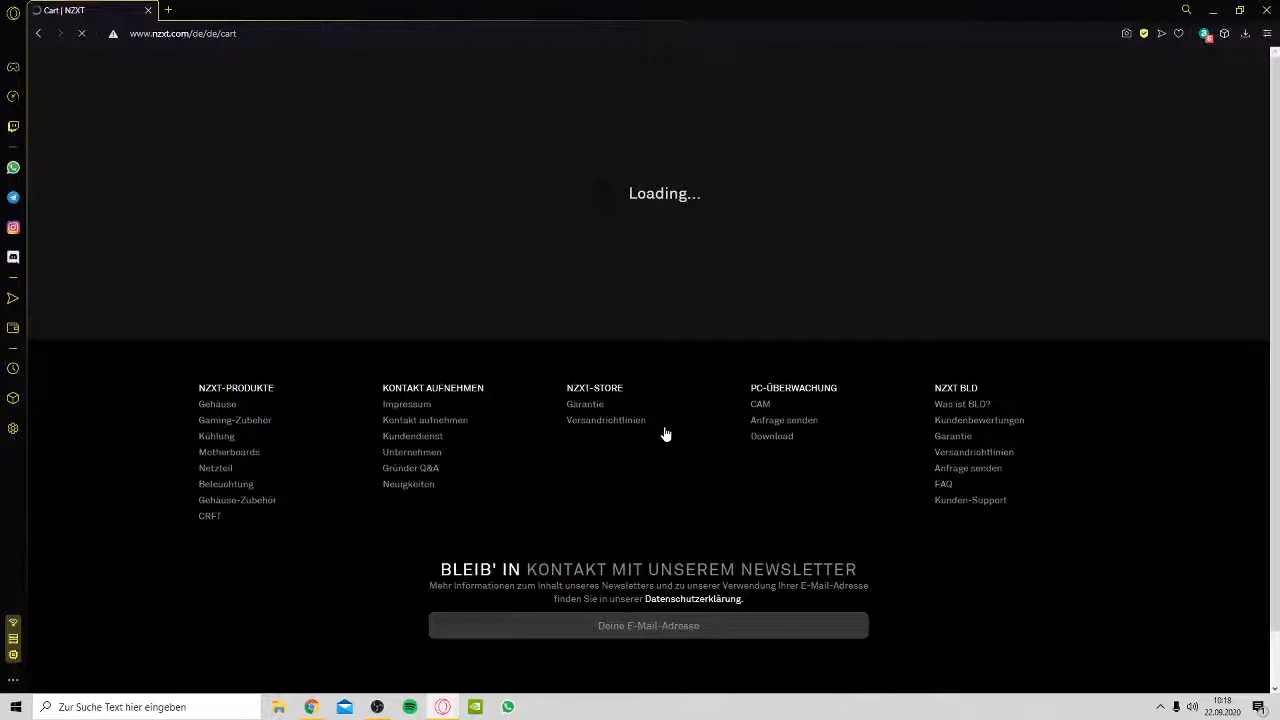 Cart | NZXT
www.nzxt.com/de/de/cart
Loading...
NZXT-PRODUKTE
Gehäuse
Gaming-Zubehör
Kühlung
Motherboards
Netzteil
Beleuchtung
Gehäuse-Zubehör
CRFT
KONTAKT AUFNEHMEN
Impressum
Kontakt aufnehmen
Kundendienst
Unternehmen
Gründer Q&A
Neuigkeiten
NZXT-STORE
Garantie
Versandrichtlinien
PC-ÜBERWACHUNG
CAM
Anfrage senden
Download
NZXT BLD
Was ist BLD?
Kundenbewertungen
Garantie
Versandrichtlinien
Anfrage senden
FAQ
Kunden-Support
BLEIB' IN KONTAKT MIT UNSEREM NEWSLETTER
Mehr Informationen zum Inhalt unseres Newsletters und zu unserer Verwendung Ihrer E-Mail-Adresse
finden Sie in unserer Datenschutzerklärung.
Deine E-Mail-Adresse
Zur Suche Text hier eingeben
10:18
22.09.2020